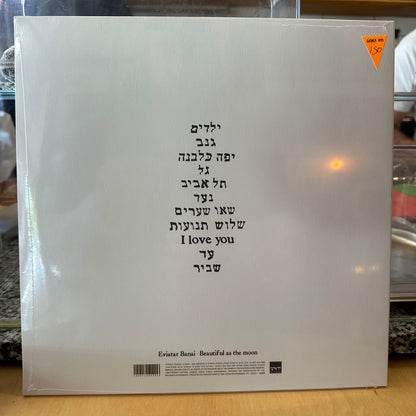 150
ילדים
גנב
יפה כלבנה
גל
תל אביב
נער
שאו שערים
שלוש תנועות
I love you
עד
שביר
Eviatar Banai · Beautiful as the moon